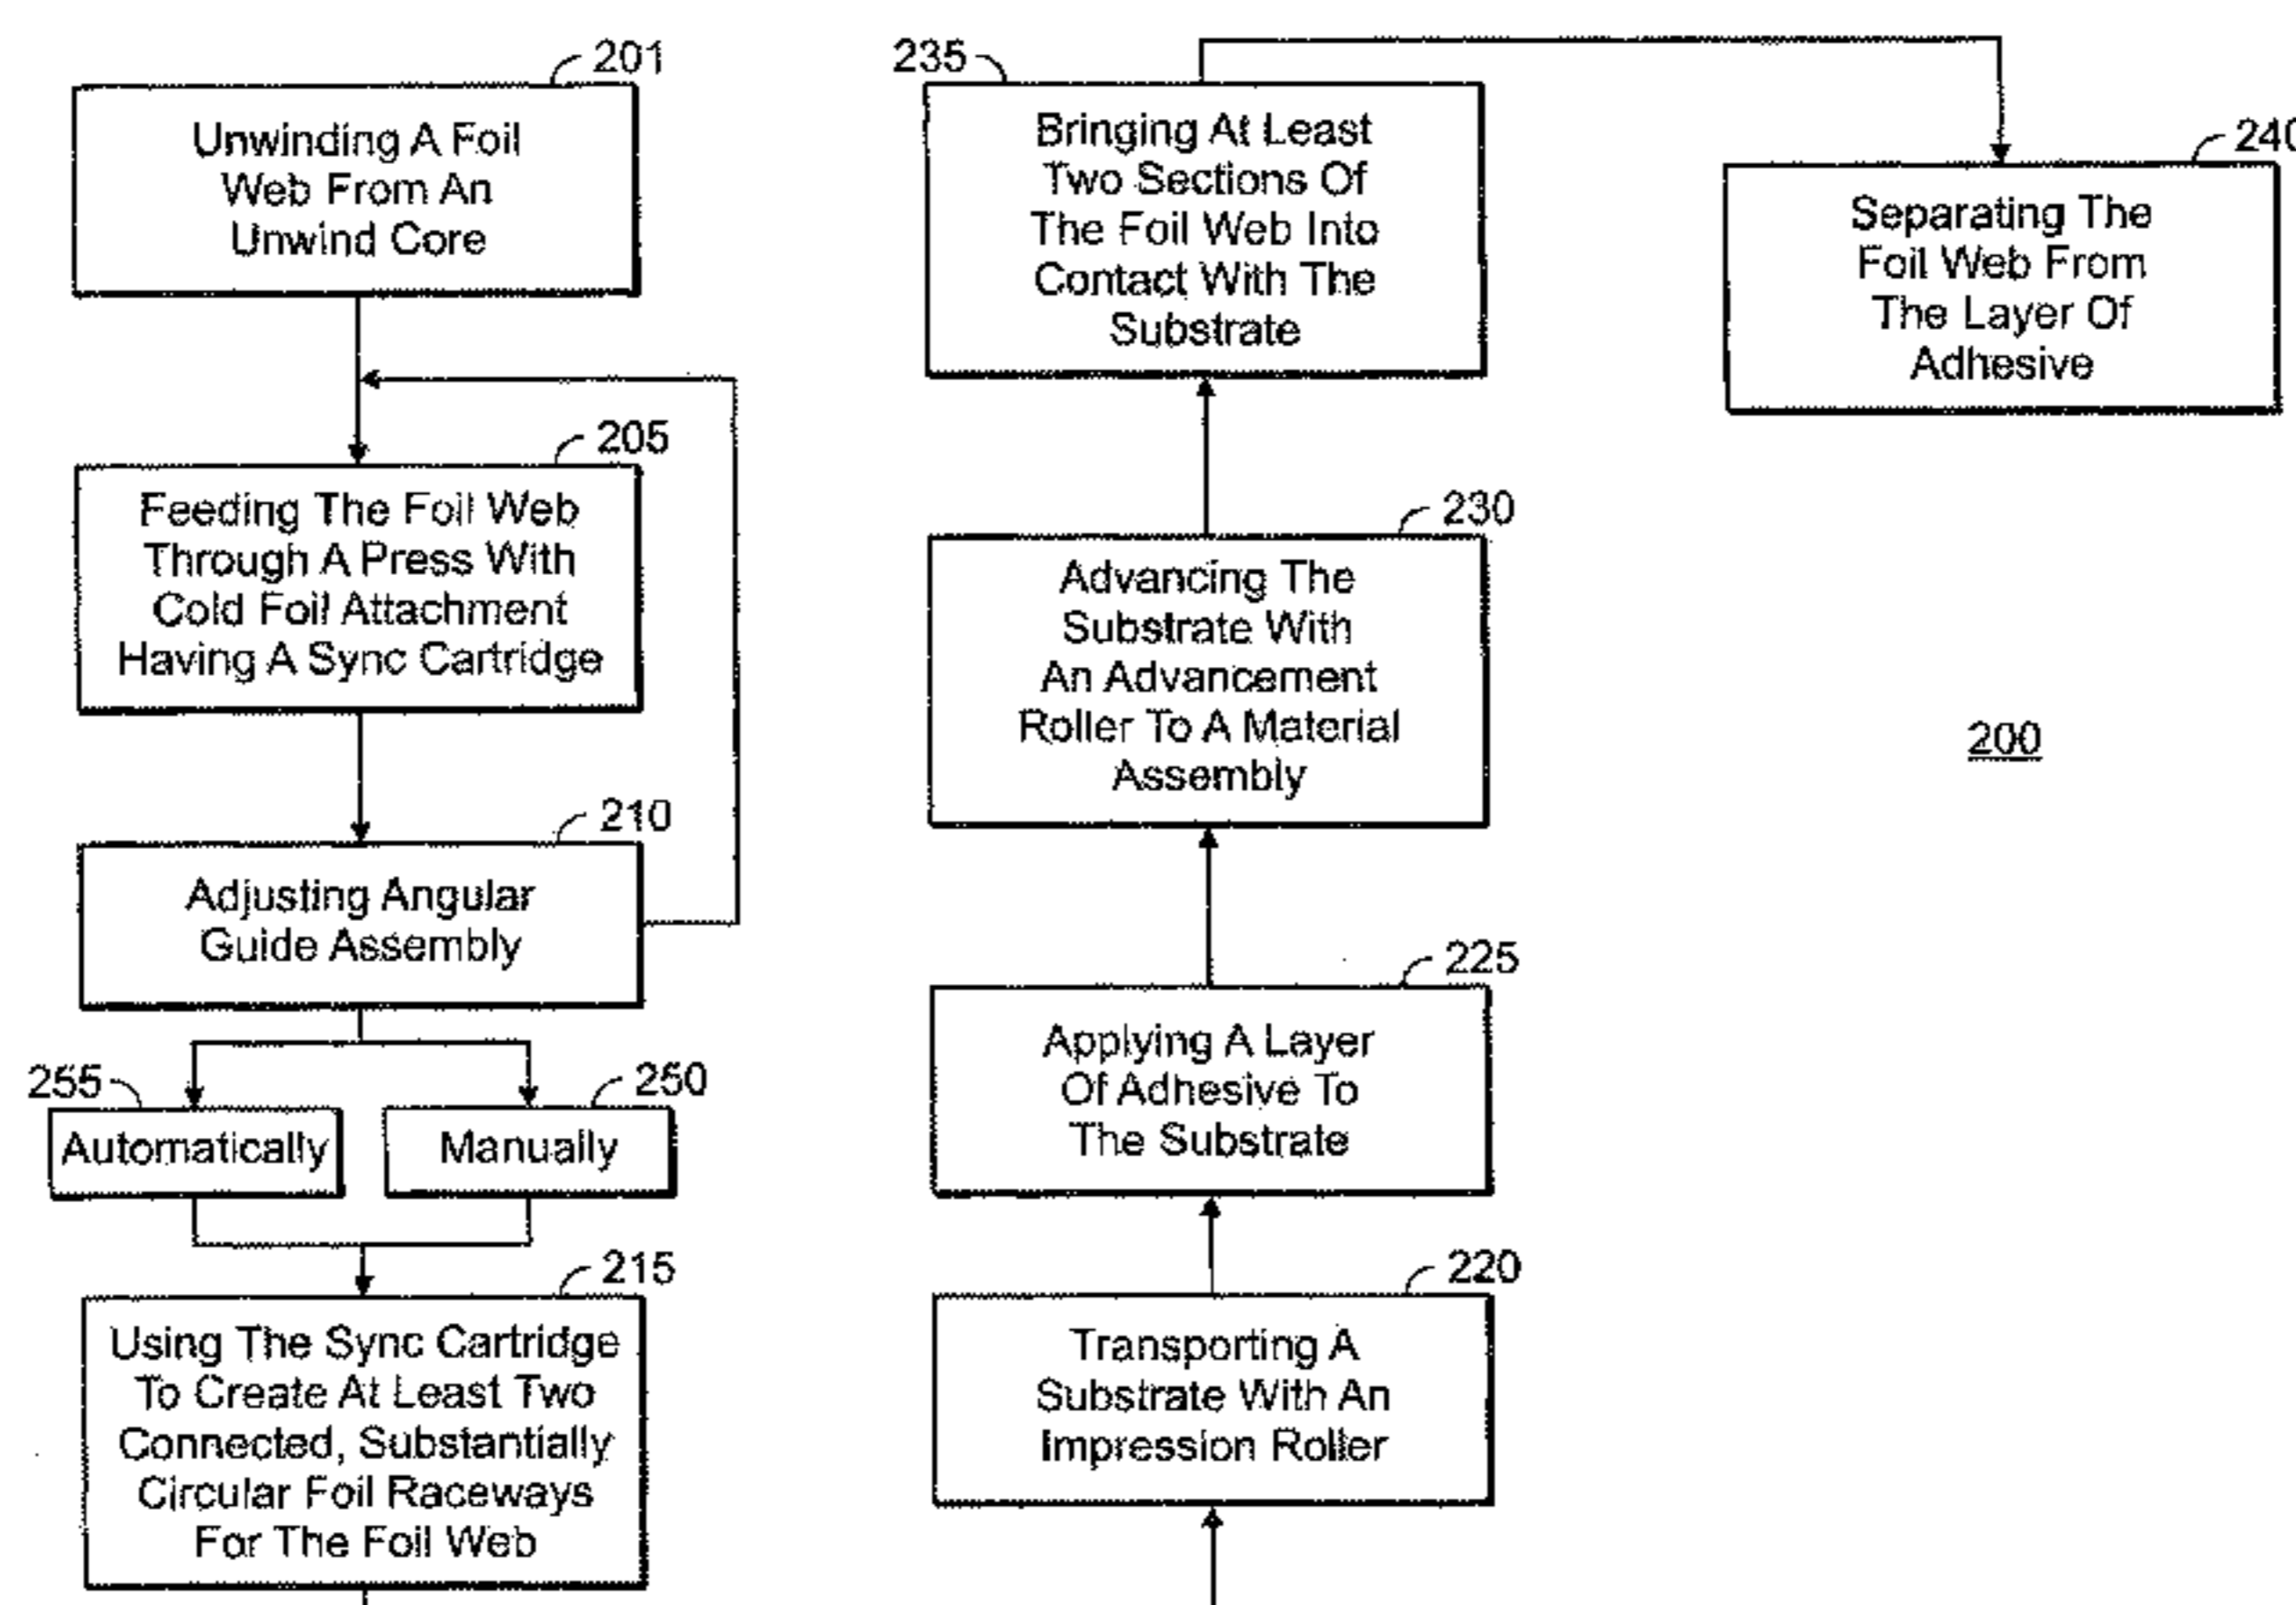 201
Unwinding A Foil
Web From An
Unwind Core
205
Feeding The Foil Web
Through A Press With
Cold Foil Attachment
Having A Sync Cartridge
210
Adjusting Angular
Guide Assembly
255
Automatically
250
Manually
215
Using The Sync Cartridge
To Create At Least Two
Connected, Substantially
Circular Foil Raceways
For The Foil Web
220
Transporting A
Substrate With An
Impression Roller
225
Applying A Layer
Of Adhesive To
The Substrate
230
Advancing The
Substrate With
An Advancement
Roller To A Material
Assembly
235
Bringing At Least
Two Sections Of
The Foil Web Into
Contact With The
Substrate
240
Separating The
Foil Web From
The Layer Of
Adhesive
200